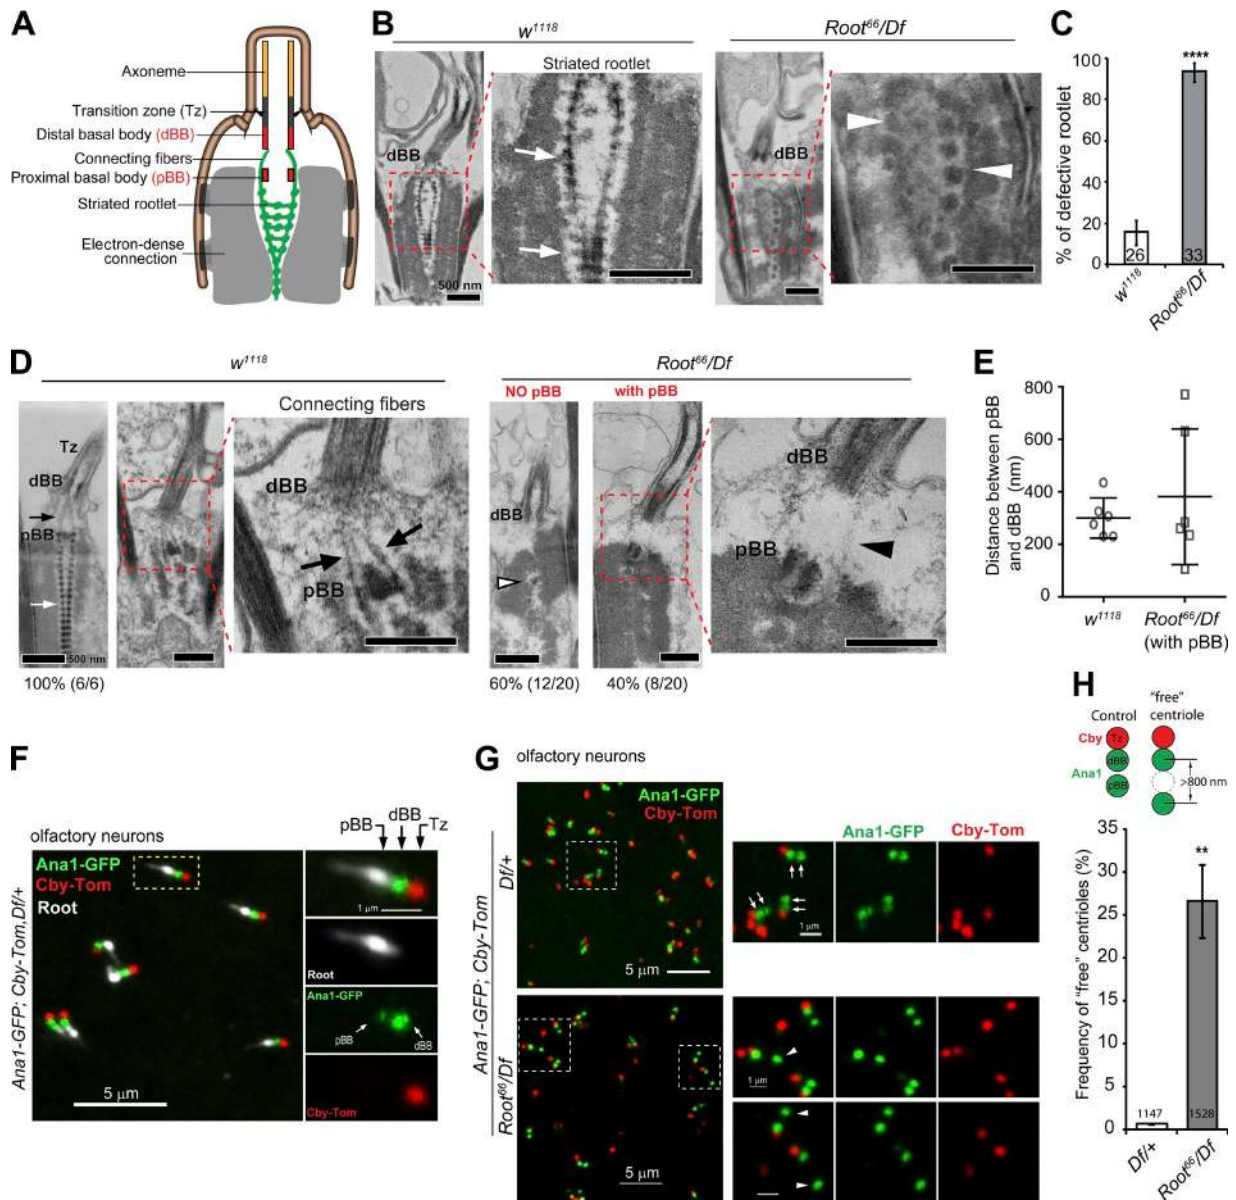 A
Axoneme
Transition zone (Tz)
Distal basal body (dBB)
Connecting fibers
Proximal basal body (pBB)
Striated rootlet
Electron-dense
connection
B
w1118
Root66/Df
Striated rootlet
dBB
500 nm
dBB
C
% of defective rootlet
100
80
60
40
20
0
****
26
33
w1118
Root66/Df
D
w1118
Root66/Df
NO pBB
with pBB
Connecting fibers
Tz
dBB
pBB
500 nm
dBB
pBB
dBB
dBB
pBB
100% (6/6)
60% (12/20)
40% (8/20)
E
Distance between pBB
and dBB (nm)
800
600
400
200
0
w1118
Root66/Df
(with pBB)
F
olfactory neurons
Ana1-GFP; Cby-Tom,Df/+
Ana1-GFP
Cby-Tom
Root
5 μm
pBB
dBB
Tz
1 μm
Root
Ana1-GFP
pBB
dBB
Cby-Tom
G
olfactory neurons
Ana1-GFP; Cby-Tom
Df/+
Root66/Df
Ana1-GFP
Cby-Tom
5 μm
Ana1-GFP
Cby-Tom
1 μm
5 μm
1 μm
H
Control
"free"
centriole
Cby
Tz
Ana1
dBB
pBB
>800 nm
Frequency of "free" centrioles (%)
35
30
25
20
15
10
5
0
**
1147
1528
Df/+
Root66/Df